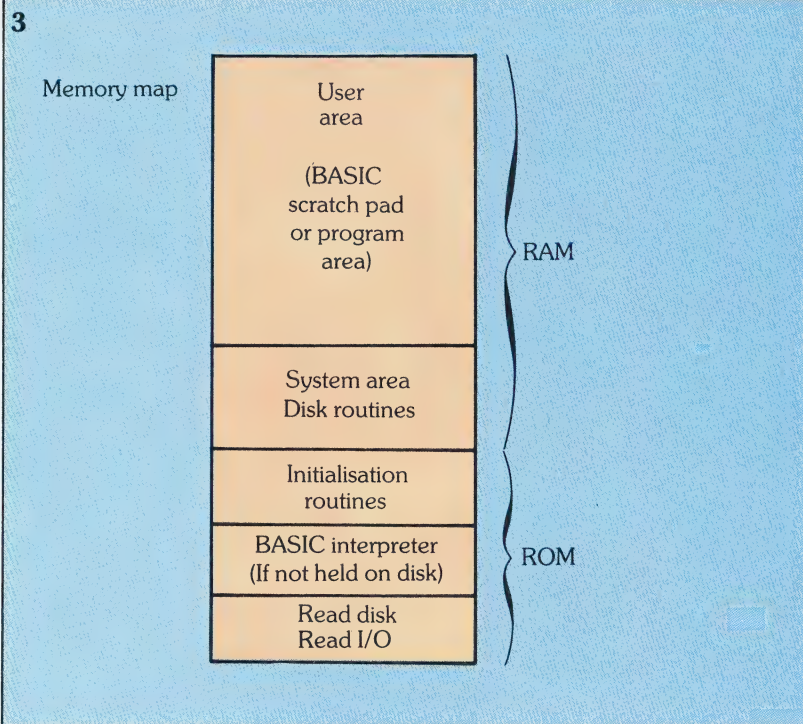 3
Memory map
User
area
(BASIC
scratch pad
or program
area)
RAM
System area
Disk routines
Initialisation
routines
BASIC interpreter
(If not held on disk)
ROM
Read disk
Read I/O